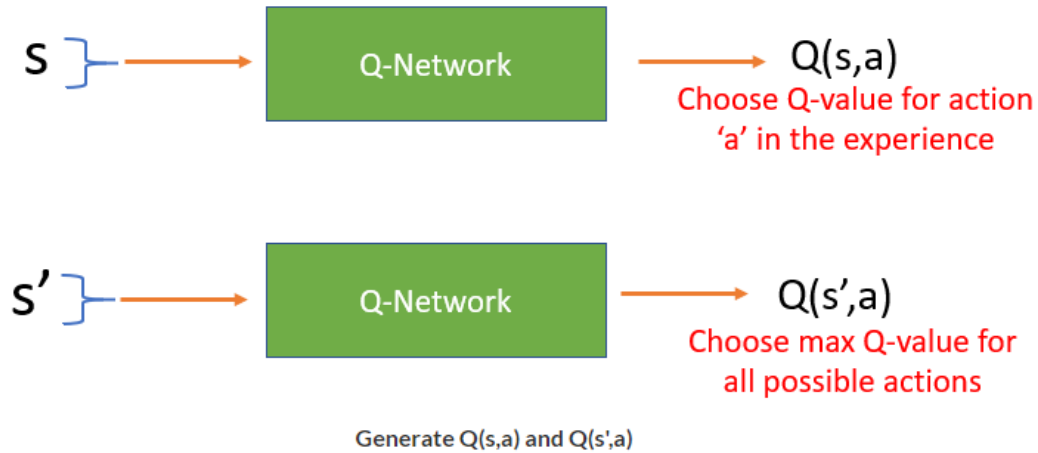 s
Q-Network
Q(s,a)
Choose Q-value for action
‘a’ in the experience
s’
Q-Network
Q(s’,a)
Choose max Q-value for
all possible actions
Generate Q(s,a) and Q(s',a)